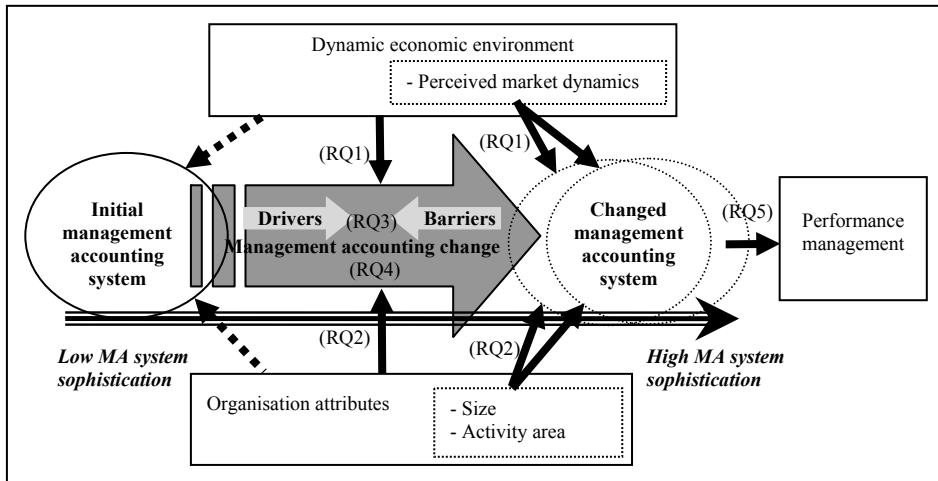 Dynamic economic environment
- Perceived market dynamics
(RQ1)
(RQ1)
Initial
management
accounting
system
Drivers
(RQ3)
Barriers
Management accounting change
(RQ4)
Changed
management
accounting
system
(RQ5)
Performance
management
(RQ2)
(RQ2)
Low MA system
sophistication
High MA system
sophistication
Organisation attributes
- Size
- Activity area